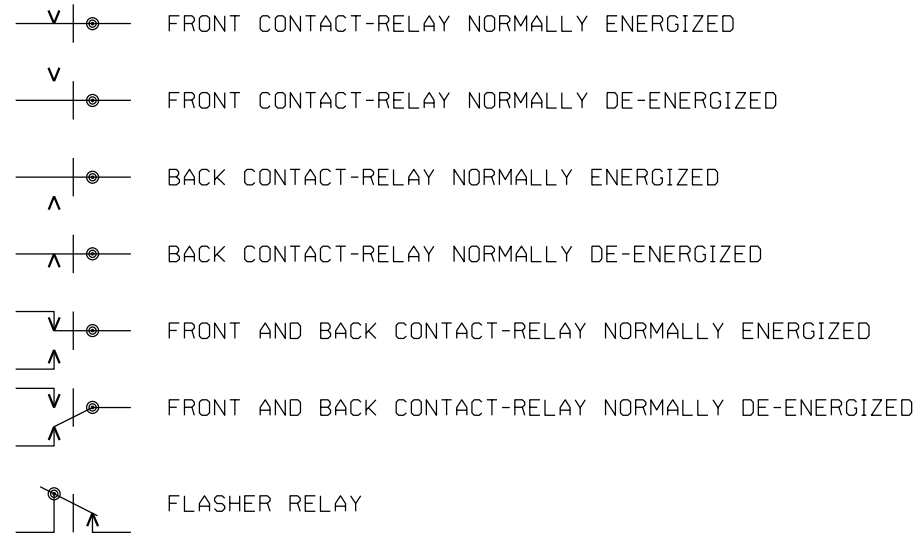 FRONT CONTACT-RELAY NORMALLY ENERGIZED
FRONT CONTACT-RELAY NORMALLY DE-ENERGIZED
BACK CONTACT-RELAY NORMALLY ENERGIZED
BACK CONTACT-RELAY NORMALLY DE-ENERGIZED
FRONT AND BACK CONTACT-RELAY NORMALLY ENERGIZED
FRONT AND BACK CONTACT-RELAY NORMALLY DE-ENERGIZED
FLASHER RELAY